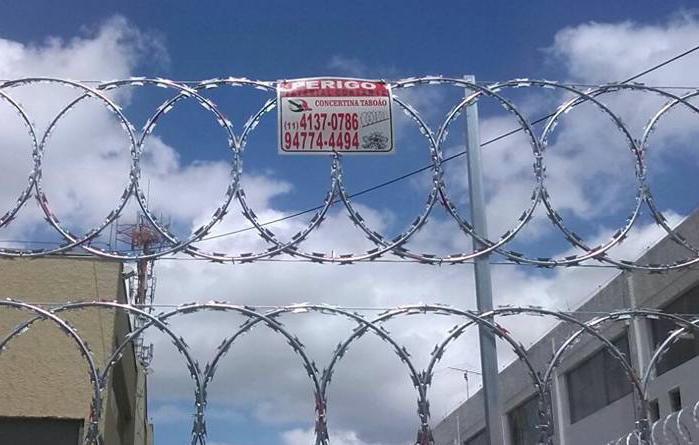 PERIGO
CONCERTINA TABOÃO
(11) 4137-0786
94774-4494